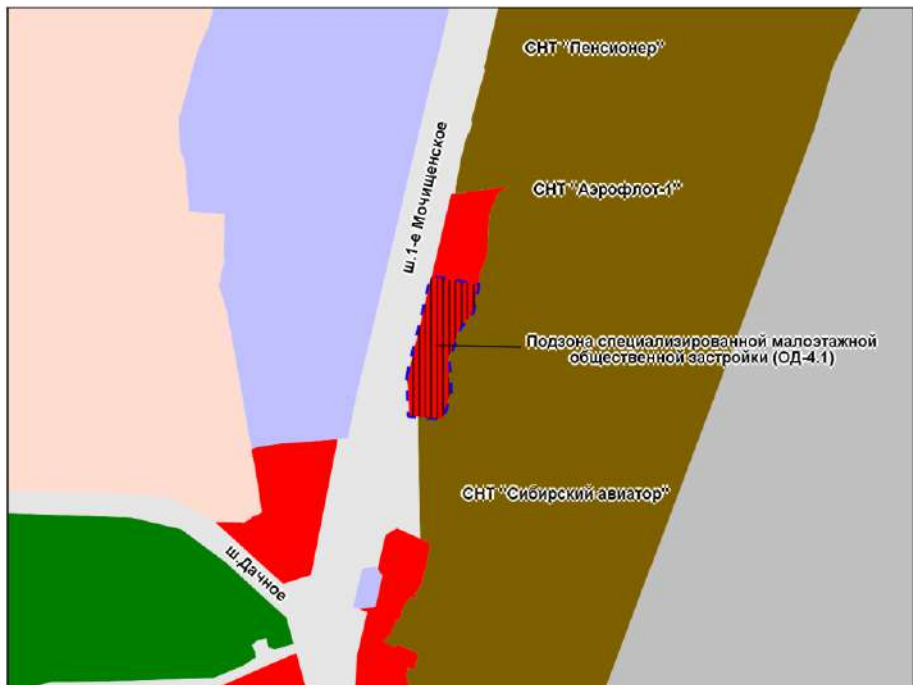 СНТ "Пенсионер"
СНТ "Аэрофлот-1"
ш.1-е Мочищенское
Подзона специализированной малоэтажной
общественной застройки (ОД-4.1)
СНТ "Сибирский авиатор"
ш.Дачное